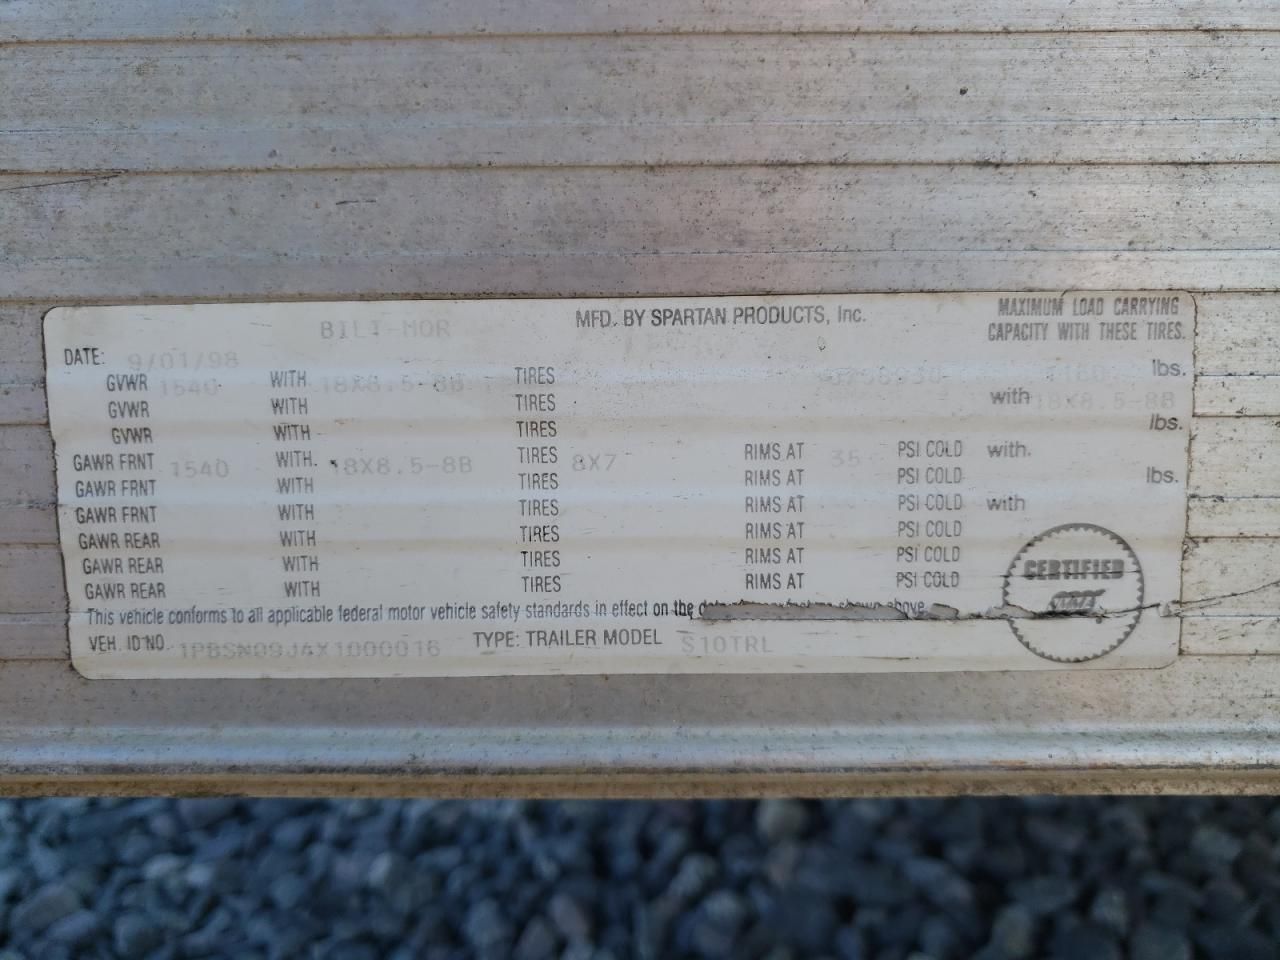 BILT-MOR MFD. BY SPARTAN PRODUCTS, Inc. MAXIMUM LOAD CARRYING
CAPACITY WITH THESE TIRES.
DATE: 9/01/98
GVWR 1540 WITH 18X8.5-8B TIRES lbs.
GVWR WITH TIRES with 18X8.5-8B
GVWR WITH TIRES lbs.
GAWR FRNT 1540 WITH. 18X8.5-8B TIRES 8X7 RIMS AT 35 PSI COLD with.
GAWR FRNT WITH TIRES RIMS AT PSI COLD lbs.
GAWR FRNT WITH TIRES RIMS AT PSI COLD with
GAWR REAR WITH TIRES RIMS AT PSI COLD
GAWR REAR WITH TIRES RIMS AT PSI COLD
GAWR REAR WITH TIRES RIMS AT PSI COLD
CERTIFIED
This vehicle conforms to all applicable federal motor vehicle safety standards in effect on the shown above.
VEH. ID NO. 1PBSN09J4X1000016 TYPE: TRAILER MODEL S10TRL